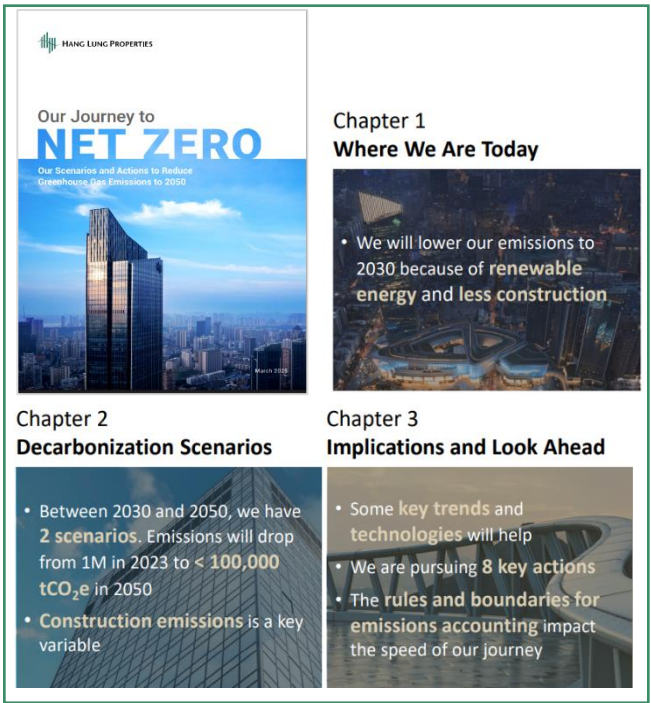 HANG LUNG PROPERTIES
Our Journey to
NET ZERO
Our Scenarios and Actions to Reduce
Greenhouse Gas Emissions to 2050
March 2025
Chapter 1
Where We Are Today
• We will lower our emissions to
2030 because of renewable
energy and less construction
Chapter 2
Decarbonization Scenarios
• Between 2030 and 2050, we have
2 scenarios. Emissions will drop
from 1M in 2023 to < 100,000
tCO₂e in 2050
• Construction emissions is a key
variable
Chapter 3
Implications and Look Ahead
• Some key trends and
technologies will help
• We are pursuing 8 key actions
• The rules and boundaries for
emissions accounting impact
the speed of our journey